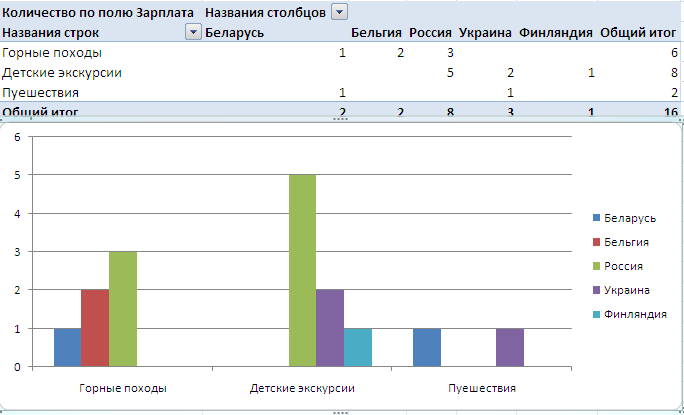 Количество по полю Зарплата Названия столбцов
Названия строк Беларусь Бельгия Россия Украина Финляндия Общий итог
Горные походы 1 2 3 6
Детские экскурсии 5 2 1 8
Пуешествия 1 1 2
Общий итог 2 2 8 3 1 16
6
5
4
3
2
1
0
Горные походы Детские экскурсии Пуешествия
Беларусь
Бельгия
Россия
Украина
Финляндия